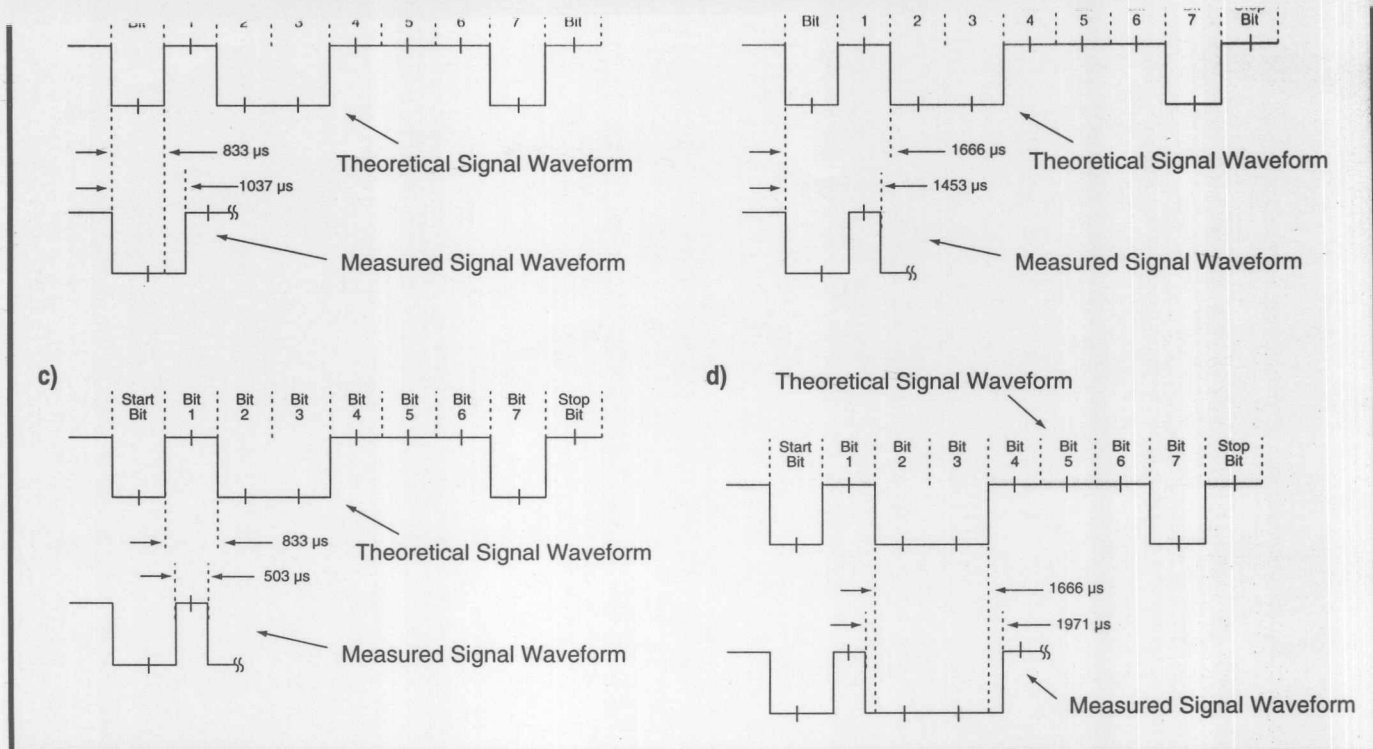 Bit 1 2 3 4 5 6 7 Bit
833 µs
Theoretical Signal Waveform
1037 µs
Measured Signal Waveform
Bit 1 2 3 4 5 6 7 Stop Bit
1666 µs
Theoretical Signal Waveform
1453 µs
Measured Signal Waveform
c)
Start Bit Bit Bit Bit Bit Bit Bit Stop
Bit 1 2 3 4 5 6 7 Bit
833 µs
Theoretical Signal Waveform
503 µs
Measured Signal Waveform
d)
Theoretical Signal Waveform
Start Bit Bit Bit Bit Bit Bit Bit Stop
Bit 1 2 3 4 5 6 7 Bit
1666 µs
1971 µs
Measured Signal Waveform